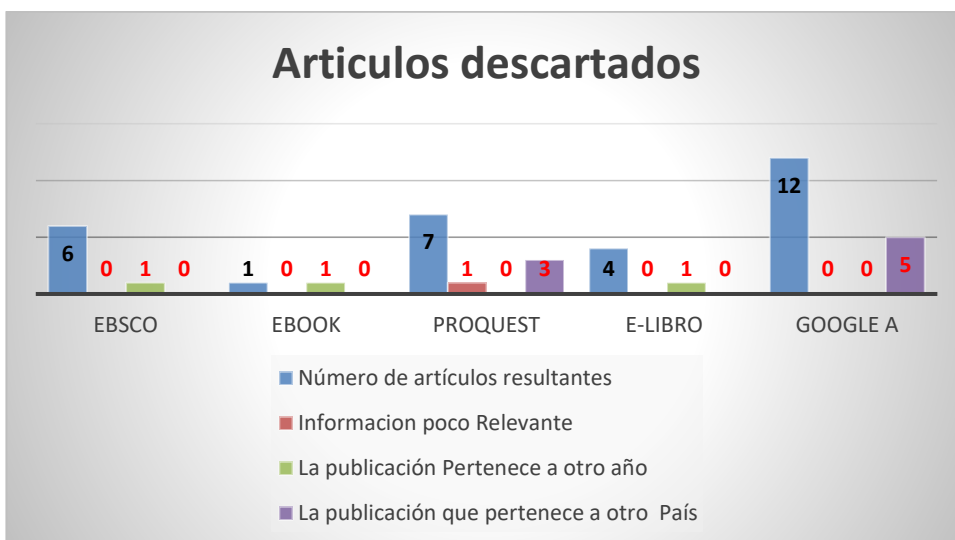 Articulos descartados
12
6 0 1 0 1 0 1 0 7 1 0 3 4 0 1 0 0 0 5
EBSCO EBOOK PROQUEST E-LIBRO GOOGLE A
Número de artículos resultantes
Informacion poco Relevante
La publicación Pertenece a otro año
La publicación que pertenece a otro País